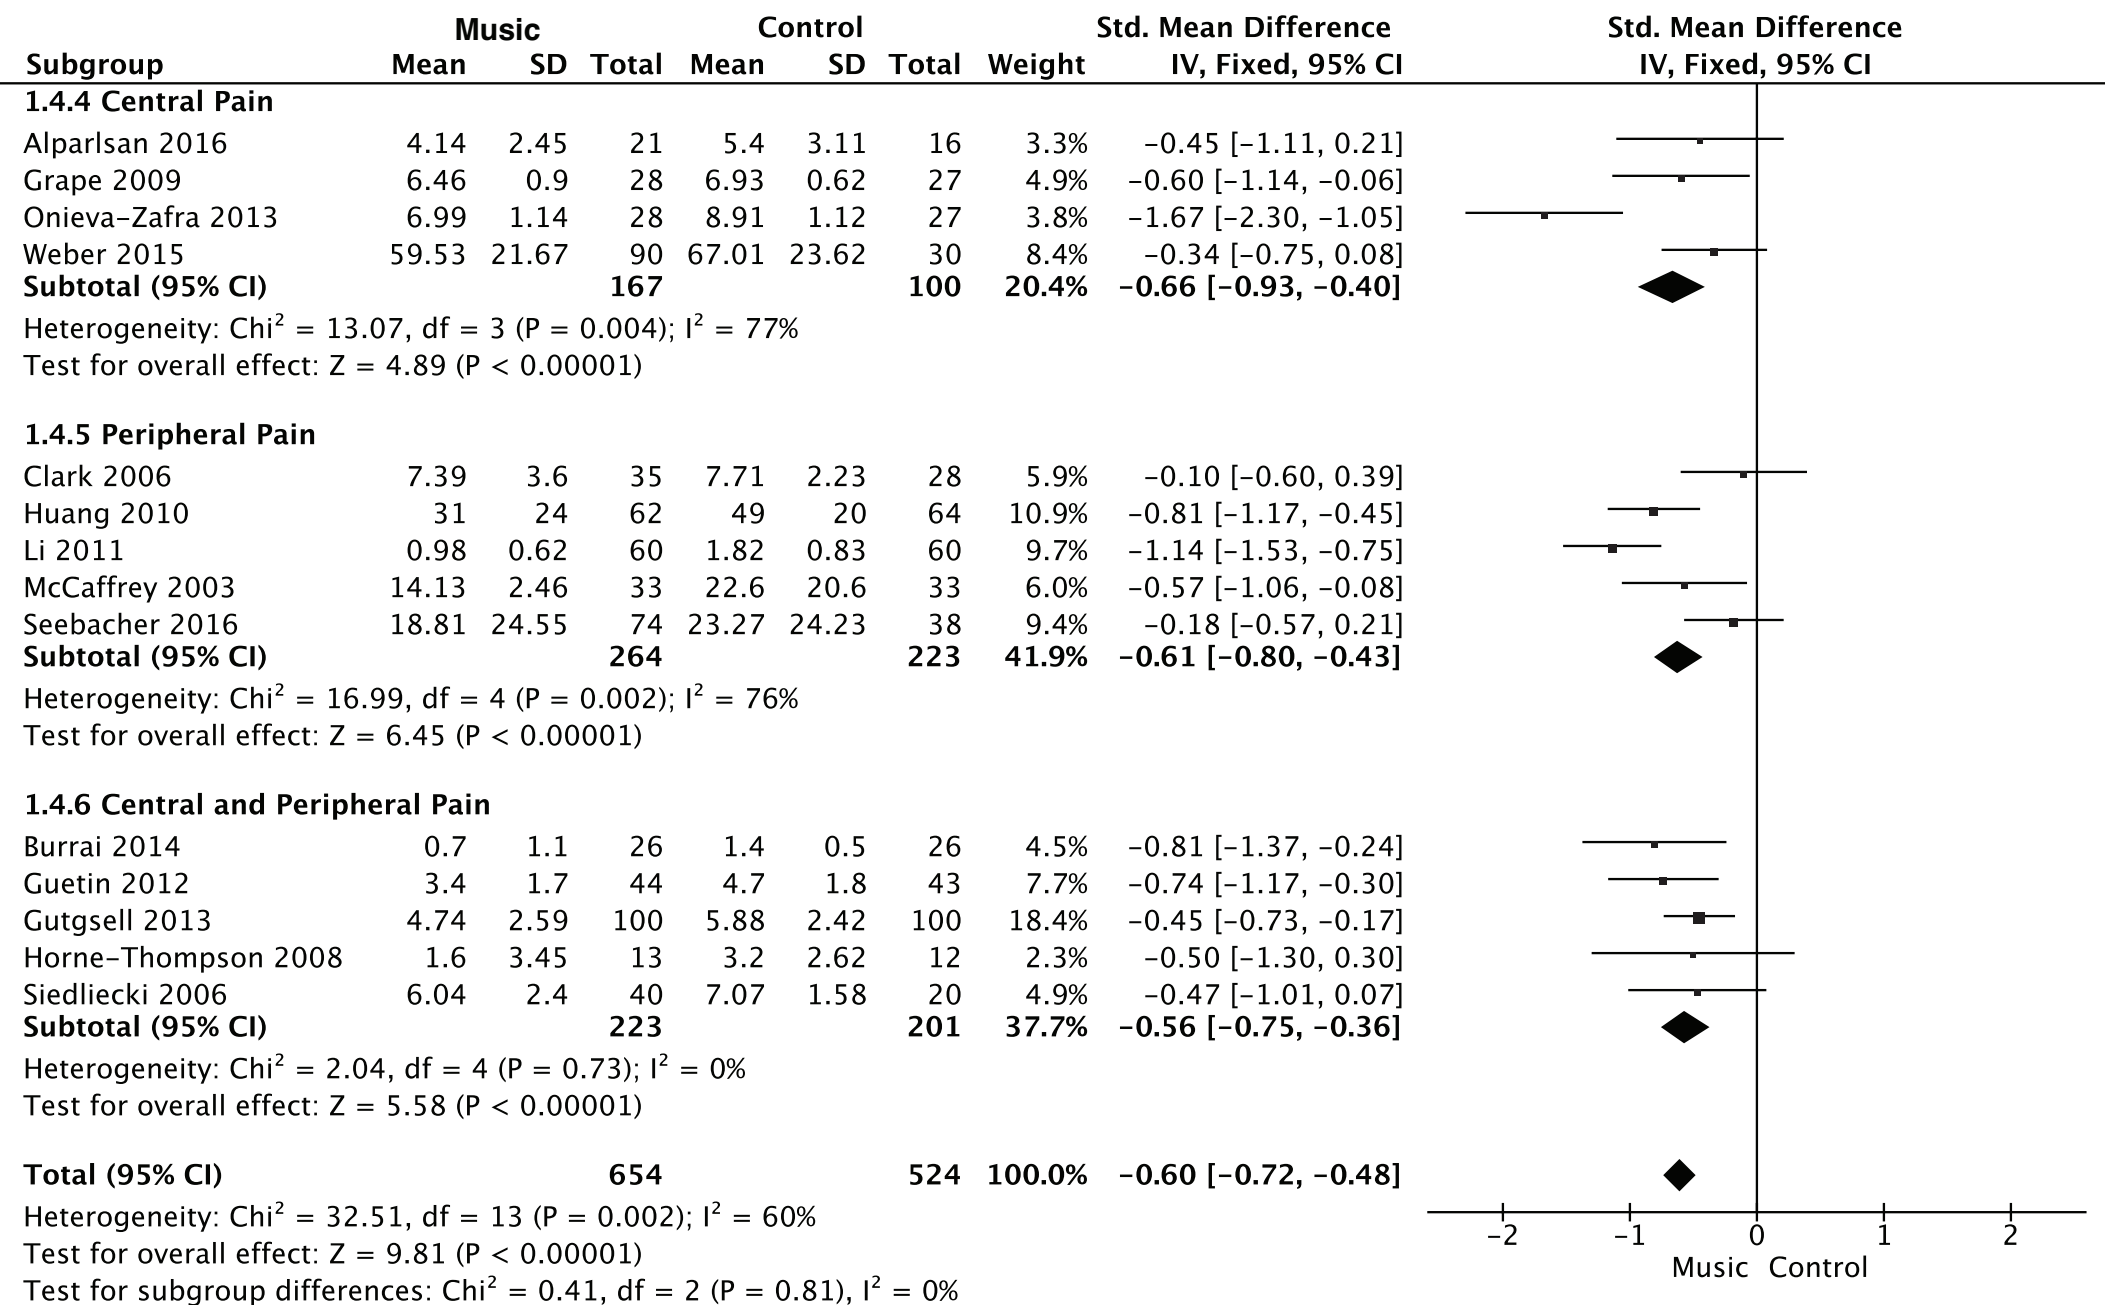 Music Control Std. Mean Difference Std. Mean Difference
Subgroup Mean SD Total Mean SD Total Weight IV, Fixed, 95% CI IV, Fixed, 95% CI
1.4.4 Central Pain
Alparlsan 2016 4.14 2.45 21 5.4 3.11 16 3.3% −0.45 [−1.11, 0.21]
Grape 2009 6.46 0.9 28 6.93 0.62 27 4.9% −0.60 [−1.14, −0.06]
Onieva−Zafra 2013 6.99 1.14 28 8.91 1.12 27 3.8% −1.67 [−2.30, −1.05]
Weber 2015 59.53 21.67 90 67.01 23.62 30 8.4% −0.34 [−0.75, 0.08]
Subtotal (95% CI) 167 100 20.4% −0.66 [−0.93, −0.40]
Heterogeneity: Chi² = 13.07, df = 3 (P = 0.004); I² = 77%
Test for overall effect: Z = 4.89 (P < 0.00001)
1.4.5 Peripheral Pain
Clark 2006 7.39 3.6 35 7.71 2.23 28 5.9% −0.10 [−0.60, 0.39]
Huang 2010 31 24 62 49 20 64 10.9% −0.81 [−1.17, −0.45]
Li 2011 0.98 0.62 60 1.82 0.83 60 9.7% −1.14 [−1.53, −0.75]
McCaffrey 2003 14.13 2.46 33 22.6 20.6 33 6.0% −0.57 [−1.06, −0.08]
Seebacher 2016 18.81 24.55 74 23.27 24.23 38 9.4% −0.18 [−0.57, 0.21]
Subtotal (95% CI) 264 223 41.9% −0.61 [−0.80, −0.43]
Heterogeneity: Chi² = 16.99, df = 4 (P = 0.002); I² = 76%
Test for overall effect: Z = 6.45 (P < 0.00001)
1.4.6 Central and Peripheral Pain
Burrai 2014 0.7 1.1 26 1.4 0.5 26 4.5% −0.81 [−1.37, −0.24]
Guetin 2012 3.4 1.7 44 4.7 1.8 43 7.7% −0.74 [−1.17, −0.30]
Gutgsell 2013 4.74 2.59 100 5.88 2.42 100 18.4% −0.45 [−0.73, −0.17]
Horne−Thompson 2008 1.6 3.45 13 3.2 2.62 12 2.3% −0.50 [−1.30, 0.30]
Siedliecki 2006 6.04 2.4 40 7.07 1.58 20 4.9% −0.47 [−1.01, 0.07]
Subtotal (95% CI) 223 201 37.7% −0.56 [−0.75, −0.36]
Heterogeneity: Chi² = 2.04, df = 4 (P = 0.73); I² = 0%
Test for overall effect: Z = 5.58 (P < 0.00001)
Total (95% CI) 654 524 100.0% −0.60 [−0.72, −0.48]
Heterogeneity: Chi² = 32.51, df = 13 (P = 0.002); I² = 60%
Test for overall effect: Z = 9.81 (P < 0.00001)
Test for subgroup differences: Chi² = 0.41, df = 2 (P = 0.81), I² = 0%
−2 −1 0 1 2
Music Control